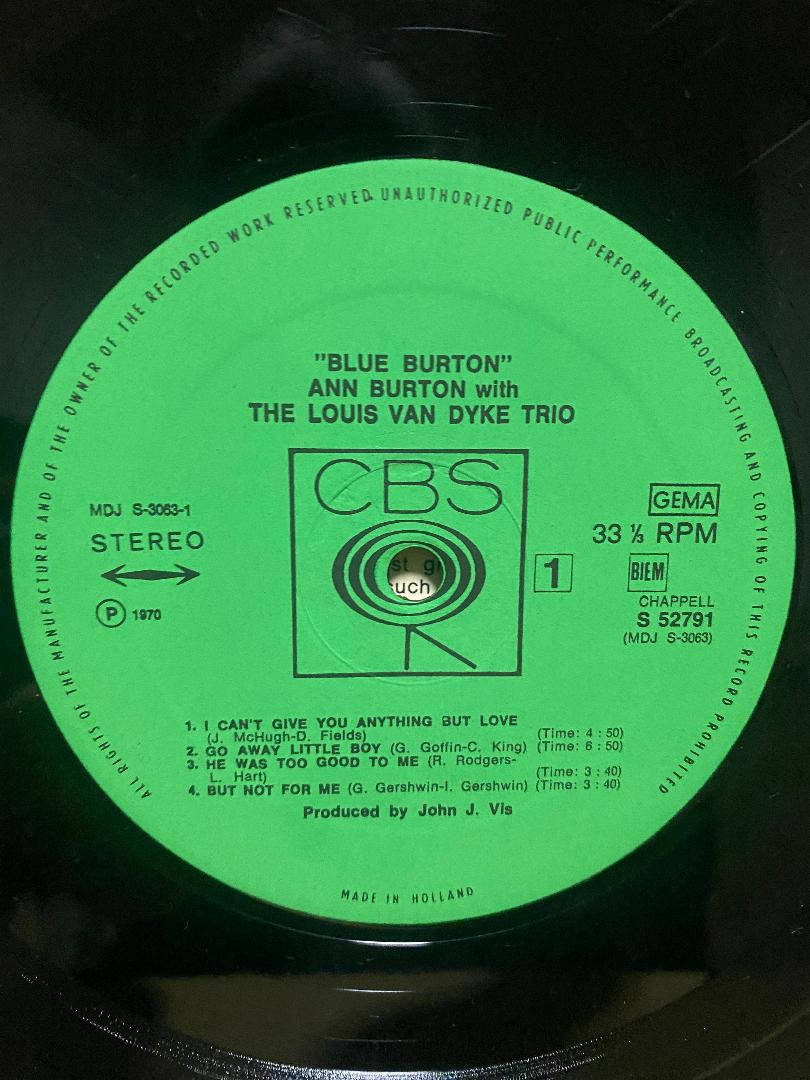 ALL RIGHTS OF THE MANUFACTURER AND OF THE OWNER OF THE RECORDED WORK RESERVED. UNAUTHORIZED PUBLIC PERFORMANCE BROADCASTING AND COPYING OF THIS RECORD PROHIBITED
"BLUE BURTON"
ANN BURTON with
THE LOUIS VAN DYKE TRIO
CBS
MDJ S-3063-1
STEREO
Ⓟ 1970
st g
uch
1
GEMA
33 ⅓ RPM
BIEM
CHAPPELL
S 52791
(MDJ S-3063)
1. I CAN'T GIVE YOU ANYTHING BUT LOVE
(J. McHugh-D. Fields) (Time: 4 : 50)
2. GO AWAY LITTLE BOY (G. Goffin-C. King) (Time: 6 : 50)
3. HE WAS TOO GOOD TO ME (R. Rodgers-
L. Hart) (Time: 3 : 40)
4. BUT NOT FOR ME (G. Gershwin-I. Gershwin) (Time: 3 : 40)
Produced by John J. Vis
MADE IN HOLLAND